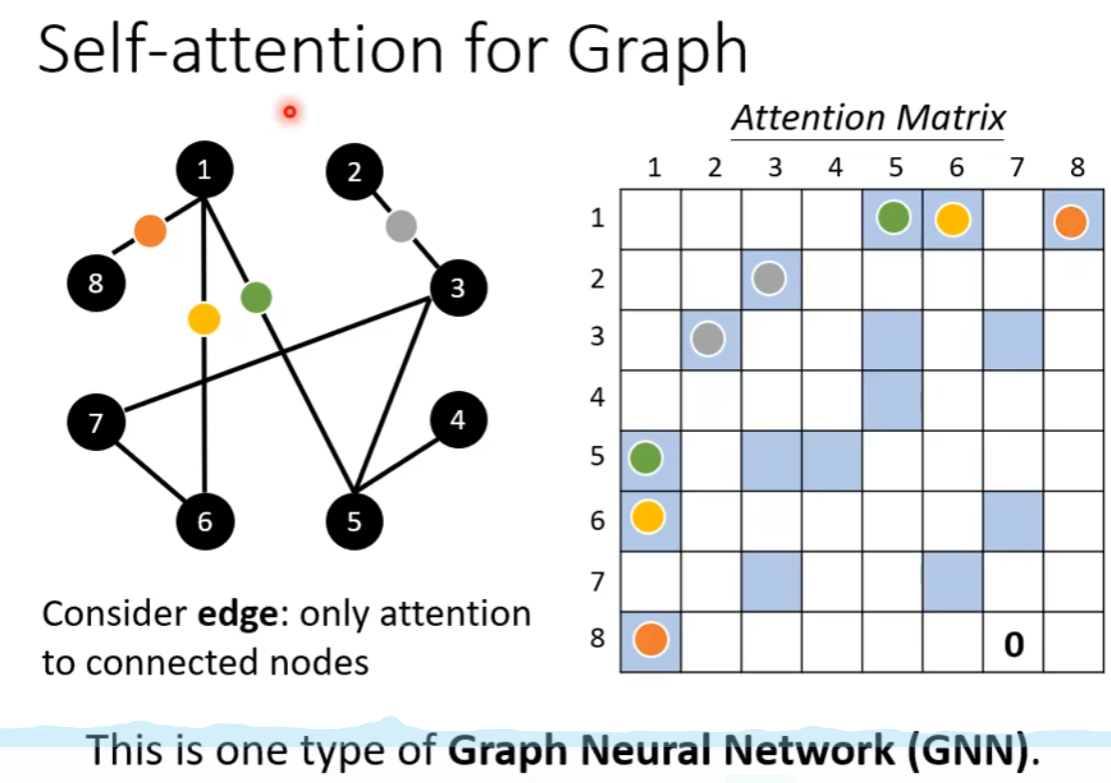 Self-attention for Graph
Attention Matrix
1 2 3 4 5 6 7 8
1
2
3
4
5
6
7
8 0
1
2
8
3
7
4
6
5
Consider edge: only attention
to connected nodes
This is one type of Graph Neural Network (GNN).